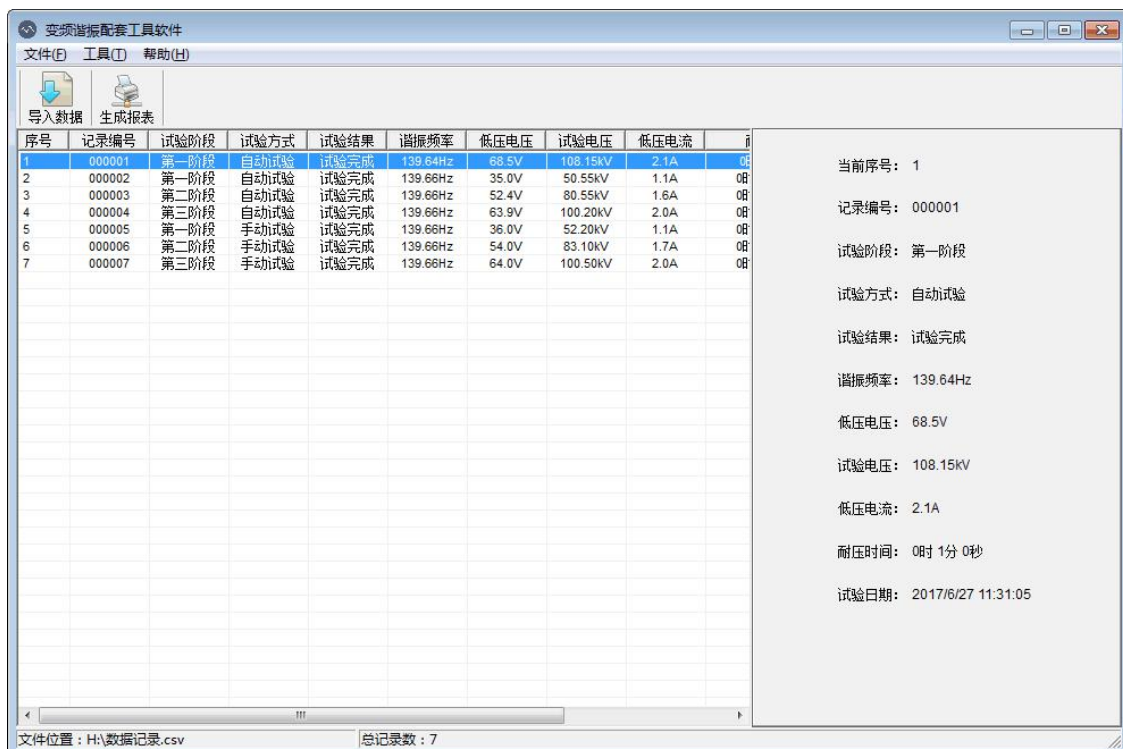 变频谐振配套工具软件
文件(F) 工具(T) 帮助(H)
导入数据 生成报表
序号 记录编号 试验阶段 试验方式 试验结果 谐振频率 低压电压 试验电压 低压电流
1 000001 第一阶段 自动试验 试验完成 139.64Hz 68.5V 108.15kV 2.1A 0时
2 000002 第一阶段 自动试验 试验完成 139.66Hz 35.0V 50.55kV 1.1A 0时
3 000003 第二阶段 自动试验 试验完成 139.66Hz 52.4V 80.55kV 1.6A 0时
4 000004 第三阶段 自动试验 试验完成 139.66Hz 63.9V 100.20kV 2.0A 0时
5 000005 第一阶段 手动试验 试验完成 139.66Hz 36.0V 52.20kV 1.1A 0时
6 000006 第二阶段 手动试验 试验完成 139.66Hz 54.0V 83.10kV 1.7A 0时
7 000007 第三阶段 手动试验 试验完成 139.66Hz 64.0V 100.50kV 2.0A 0时
当前序号： 1
记录编号： 000001
试验阶段： 第一阶段
试验方式： 自动试验
试验结果： 试验完成
谐振频率： 139.64Hz
低压电压： 68.5V
试验电压： 108.15kV
低压电流： 2.1A
耐压时间： 0时 1分 0秒
试验日期： 2017/6/27 11:31:05
文件位置：H:\数据记录.csv 总记录数：7